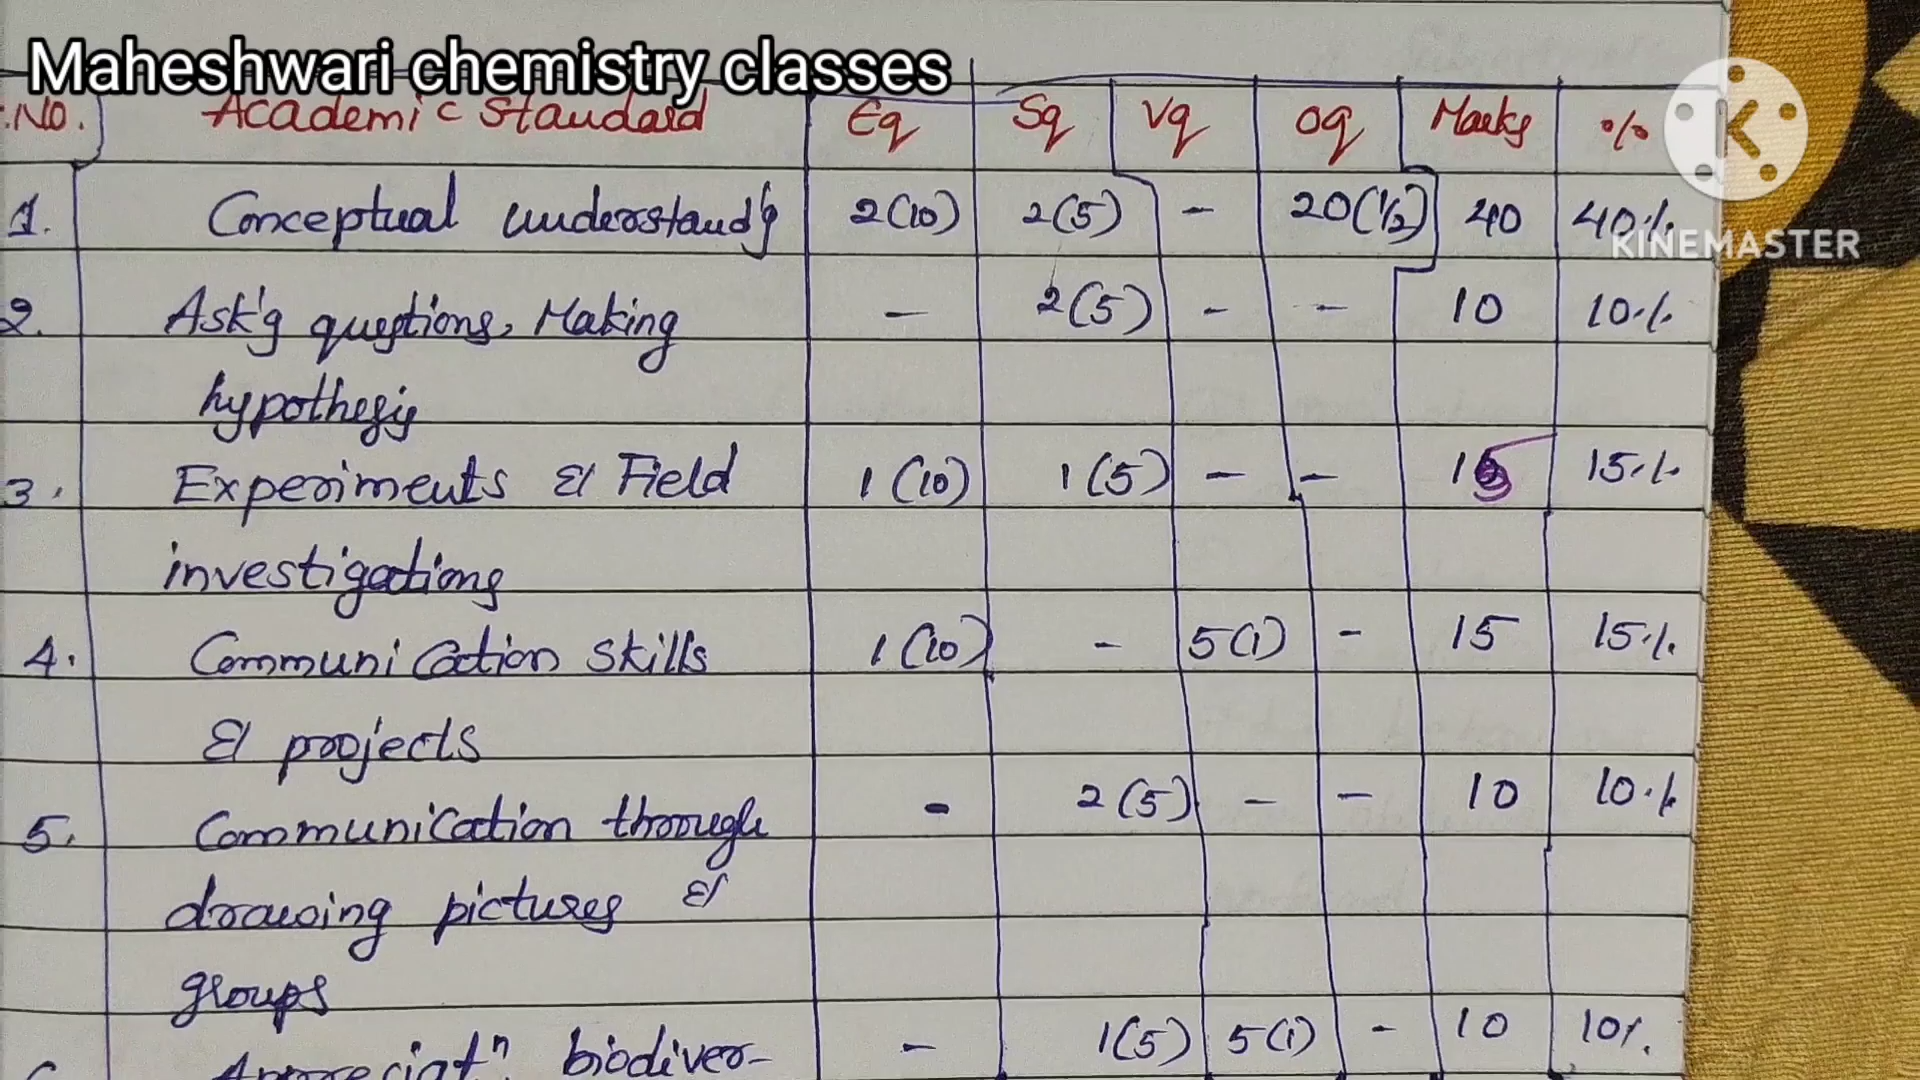 Maheshwari chemistry classes
KINEMASTER
.No. Academic Standard Eq Sq Vq Oq Marks %
1. Conceptual understand'g 2(10) 2(5) - 20(1/2) 40 40%
2. Ask'g questions, Making - 2(5) - - 10 10%
hypothesis
3. Experiments & Field 1(10) 1(5) - - 15 15%
investigations
4. Communication skills 1(10) - 5(1) - 15 15%
& projects
5. Communication through - 2(5) - - 10 10%
drawing pictures &
groups
Appreciatn biodiver- - 1(5) 5(1) - 10 10%